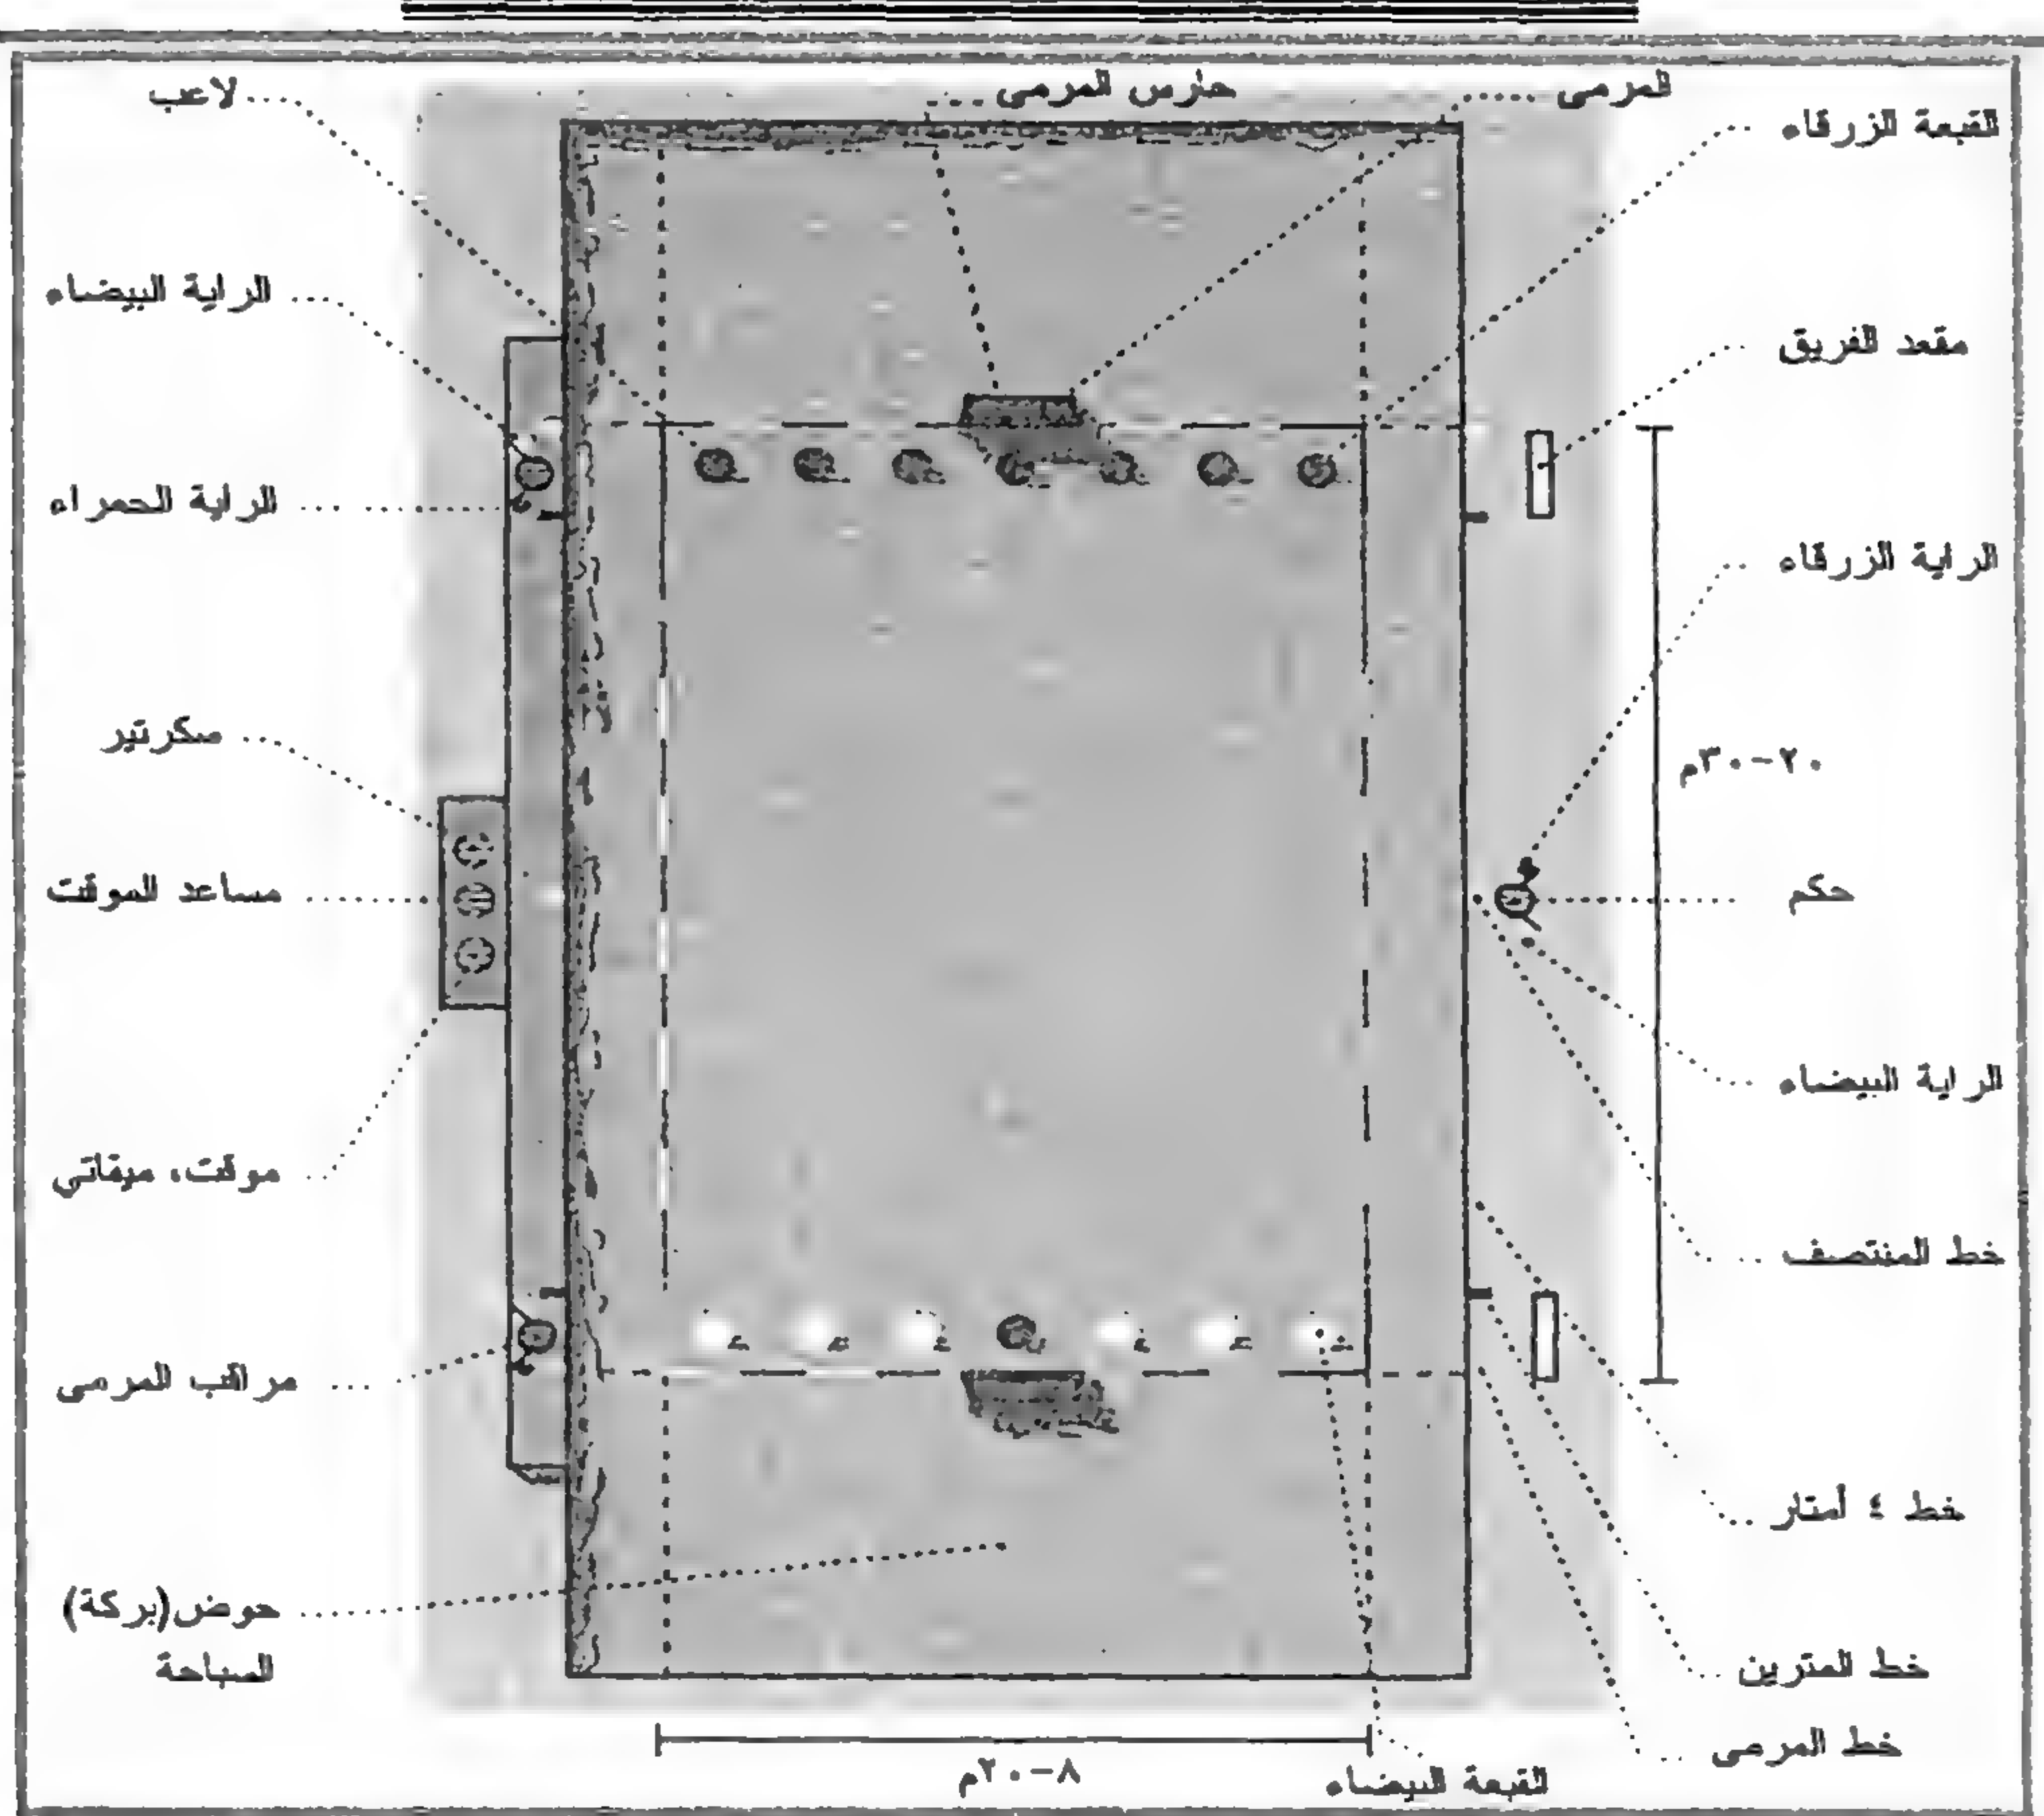 المرمى
حارس المرمى
لاعب
القبعة الزرقاء
الراية البيضاء
مقعد الفريق
الراية الحمراء
الراية الزرقاء
سكرتير
٢٠-٣٠م
حكم
مساعد الموقت
الراية البيضاء
موقت، ميقاتي
خط المنتصف
مراقب المرمى
خط ٤ أمتار
حوض(بركة)
السباحة
خط المترين
خط المرمى
٨-٢٠م
القبعة البيضاء